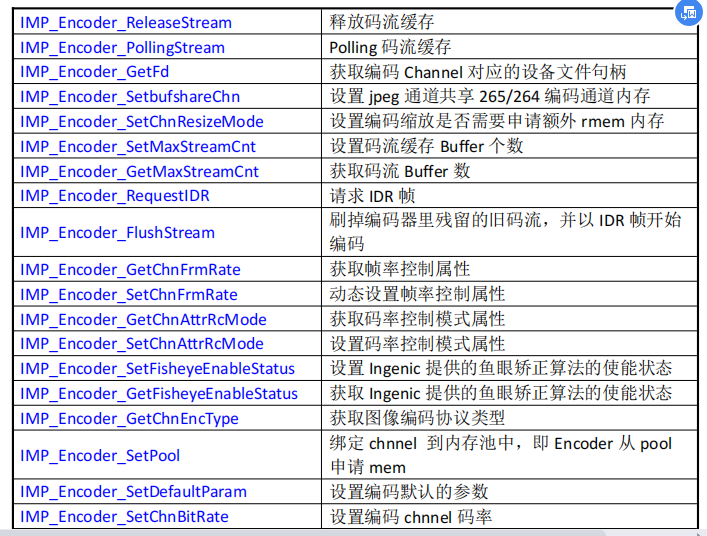 IMP_Encoder_ReleaseStream 释放码流缓存
IMP_Encoder_PollingStream Polling 码流缓存
IMP_Encoder_GetFd 获取编码 Channel 对应的设备文件句柄
IMP_Encoder_SetbufshareChn 设置 jpeg 通道共享 265/264 编码通道内存
IMP_Encoder_SetChnResizeMode 设置编码缩放是否需要申请额外 rmem 内存
IMP_Encoder_SetMaxStreamCnt 设置码流缓存 Buffer 个数
IMP_Encoder_GetMaxStreamCnt 获取码流 Buffer 数
IMP_Encoder_RequestIDR 请求 IDR 帧
IMP_Encoder_FlushStream 刷掉编码器里残留的旧码流，并以 IDR 帧开始
编码
IMP_Encoder_GetChnFrmRate 获取帧率控制属性
IMP_Encoder_SetChnFrmRate 动态设置帧率控制属性
IMP_Encoder_GetChnAttrRcMode 获取码率控制模式属性
IMP_Encoder_SetChnAttrRcMode 设置码率控制模式属性
IMP_Encoder_SetFisheyeEnableStatus 设置 Ingenic 提供的鱼眼矫正算法的使能状态
IMP_Encoder_GetFisheyeEnableStatus 获取 Ingenic 提供的鱼眼矫正算法的使能状态
IMP_Encoder_GetChnEncType 获取图像编码协议类型
IMP_Encoder_SetPool 绑定 chnnel 到内存池中，即 Encoder 从 pool
申请 mem
IMP_Encoder_SetDefaultParam 设置编码默认的参数
IMP_Encoder_SetChnBitRate 设置编码 chnnel 码率